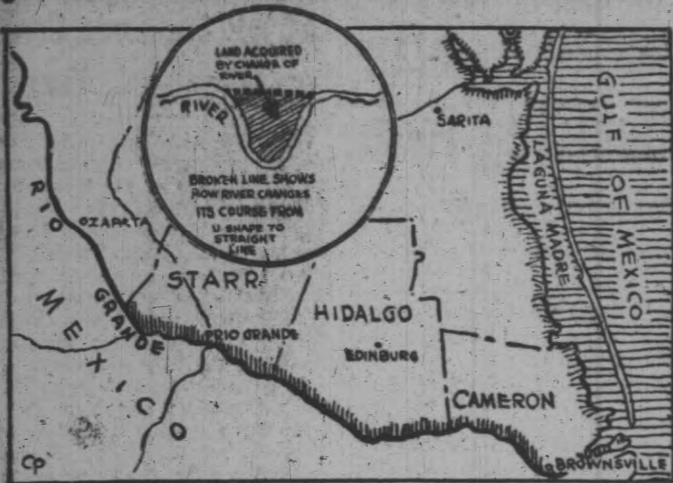 LAND ACQUIRED
BY CHANGE OF
RIVER
RIVER
BROKEN LINE SHOWS
HOW RIVER CHANGES
ITS COURSE FROM
U SHAPE TO
STRAIGHT
LINE
SARITA
GULF OF MEXICO
LAGUNA MADRE
RIO GRANDE
ZAPATA
MEXICO
STARR
RIO GRANDE
HIDALGO
EDINBURG
CAMERON
BROWNSVILLE
CP